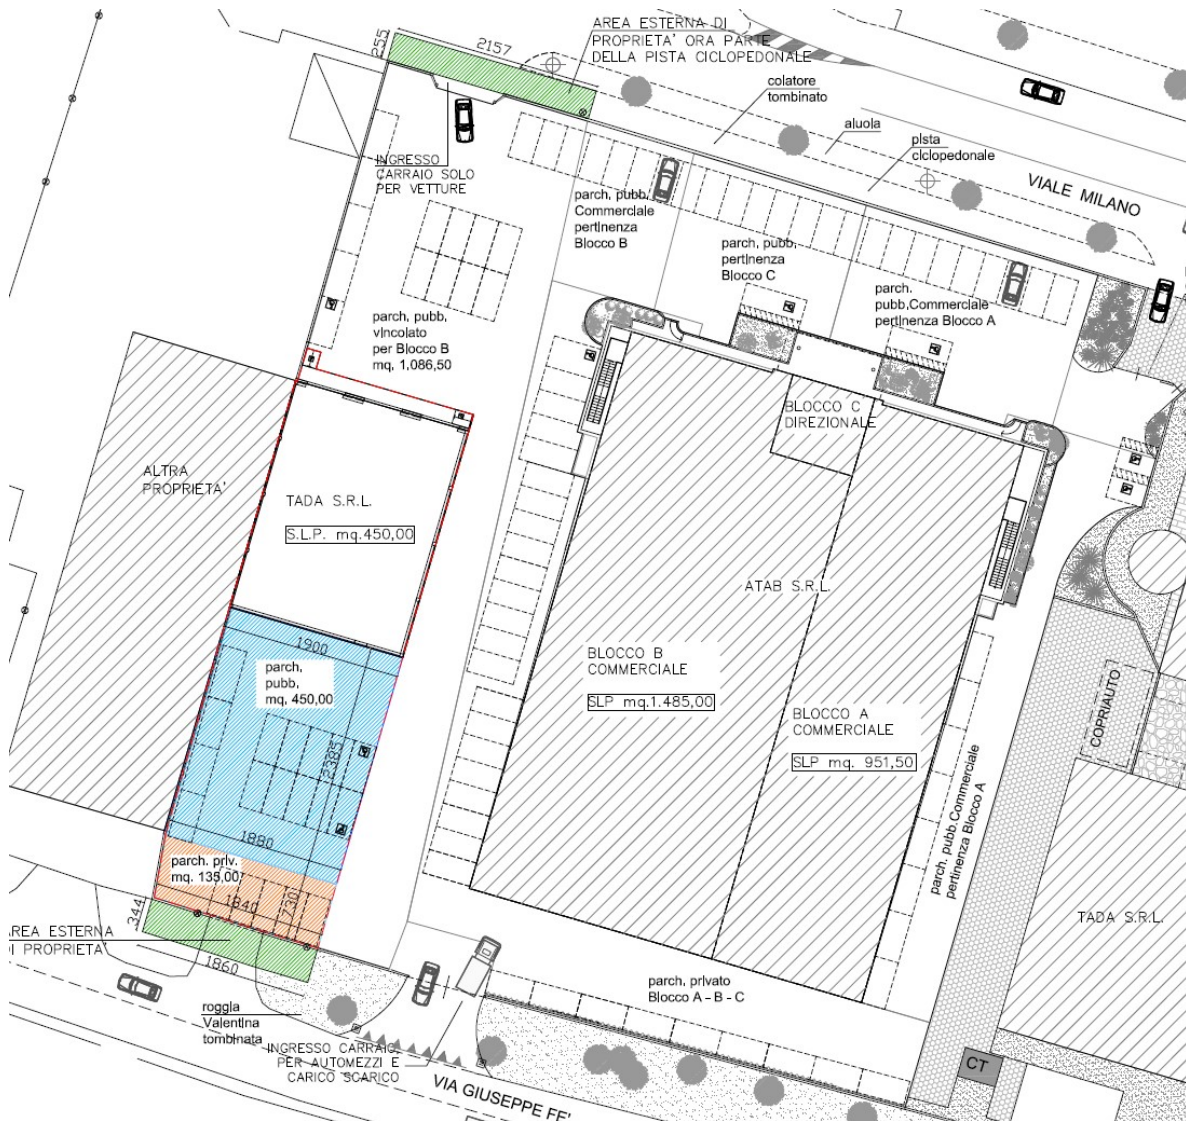 AREA ESTERNA DI
PROPRIETA' ORA PARTE
DELLA PISTA CICLOPEDONALE
255
2157
colatore
tombinato
aiuola
pista
ciclopedonale
VIALE MILANO
INGRESSO
CARRAIO SOLO
PER VETTURE
parch. pubb.
Commerciale
pertinenza
Blocco B
parch. pubb.
pertinenza
Blocco C
parch.
pubb.Commerciale
pertinenza Blocco A
parch. pubb.
vincolato
per Blocco B
mq. 1,086,50
BLOCCO C
DIREZIONALE
ALTRA
PROPRIETA'
TADA S.R.L.
S.L.P. mq.450,00
ATAB S.R.L.
1900
parch.
pubb.
mq. 450,00
BLOCCO B
COMMERCIALE
SLP mq.1.485,00
BLOCCO A
COMMERCIALE
SLP mq. 951,50
COPRIAUTO
2385
1880
parch. pubb.Commerciale
pertinenza Blocco A
parch. priv.
mq. 135,00
1840
730
344
AREA ESTERNA
DI PROPRIETA'
1860
TADA S.R.L.
parch. privato
Blocco A - B - C
roggia
Valentina
tombinata
INGRESSO CARRAIO
PER AUTOMEZZI E
CARICO SCARICO
CT
VIA GIUSEPPE FE'